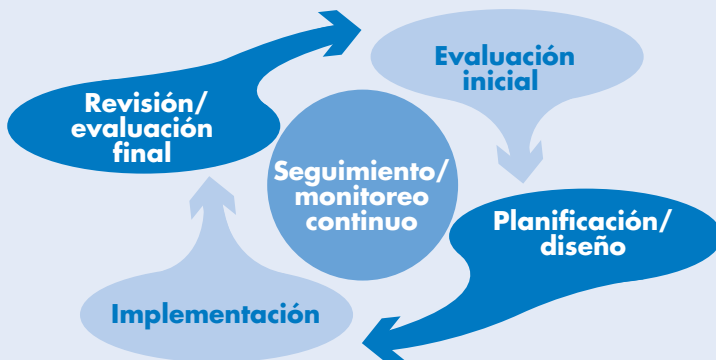 Evaluación
inicial
Revisión/
evaluación
final
Seguimiento/
monitoreo
continuo
Planificación/
diseño
Implementación